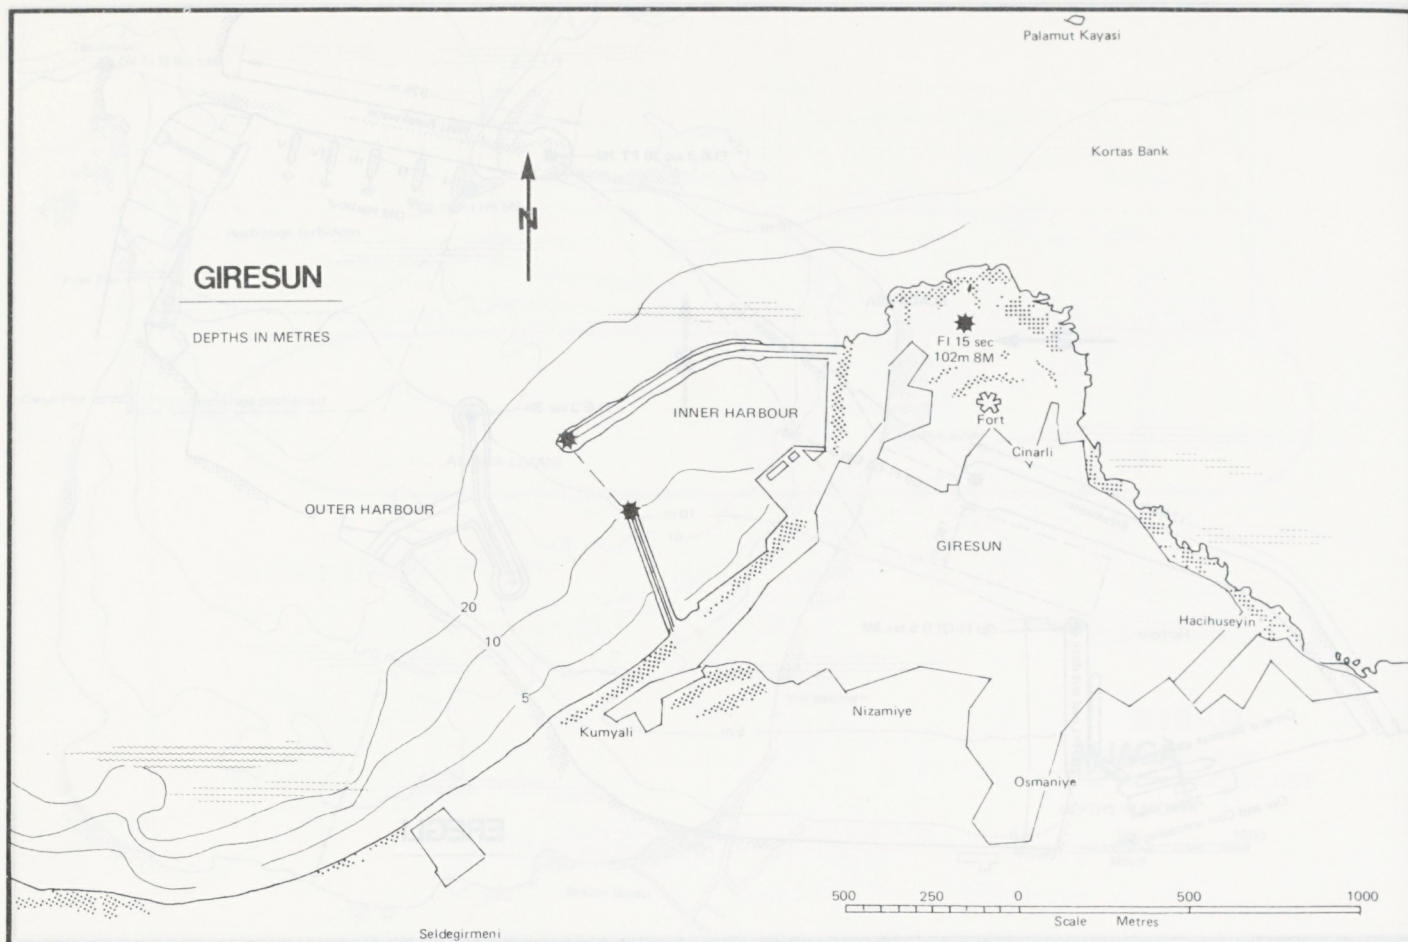 Palamut Kayasi
Kortas Bank
N
GIRESUN
DEPTHS IN METRES
Fl 15 sec
102m 8M
INNER HARBOUR
Fort
Cinarli
OUTER HARBOUR
GIRESUN
20
10
Hacihuseyin
5
Nizamiye
Kumyali
Osmaniye
500 250 0 500 1000
Scale Metres
Seldegirmeni